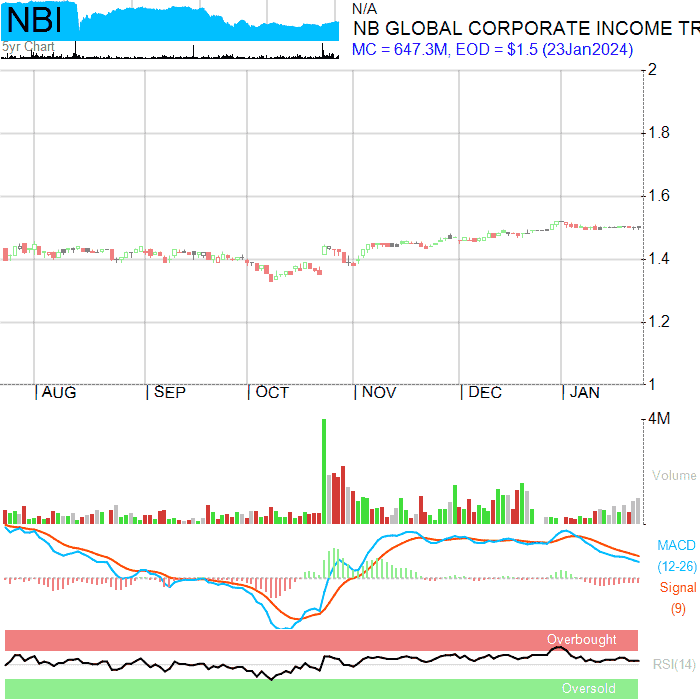 NBI
N/A
NB GLOBAL CORPORATE INCOME TR
MC = 647.3M, EOD = $1.5 (23Jan2024)
5yr Chart
2
1.8
1.6
1.4
1.2
1
AUG SEP OCT NOV DEC JAN
4M
Volume
MACD
(12-26)
Signal
(9)
Overbought
RSI(14)
Oversold